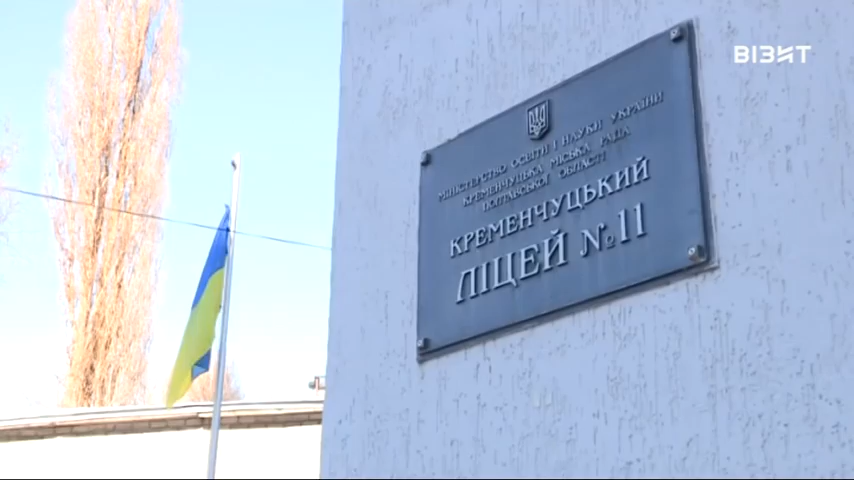 ВІЗИТ
МІНІСТЕРСТВО ОСВІТИ І НАУКИ УКРАЇНИ
КРЕМЕНЧУЦЬКА МІСЬКА РАДА
ПОЛТАВСЬКОЇ ОБЛАСТІ
КРЕМЕНЧУЦЬКИЙ
ЛІЦЕЙ №11